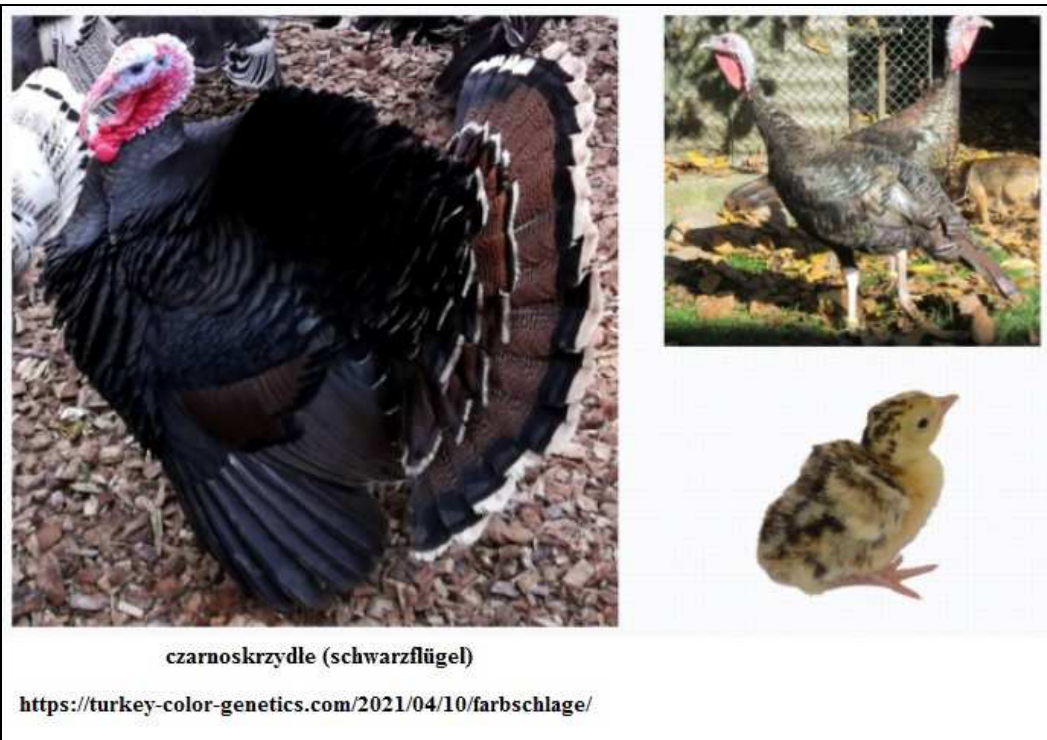 czarnoskrzydłe (schwarzflügel)
https://turkey-color-genetics.com/2021/04/10/farbschlage/